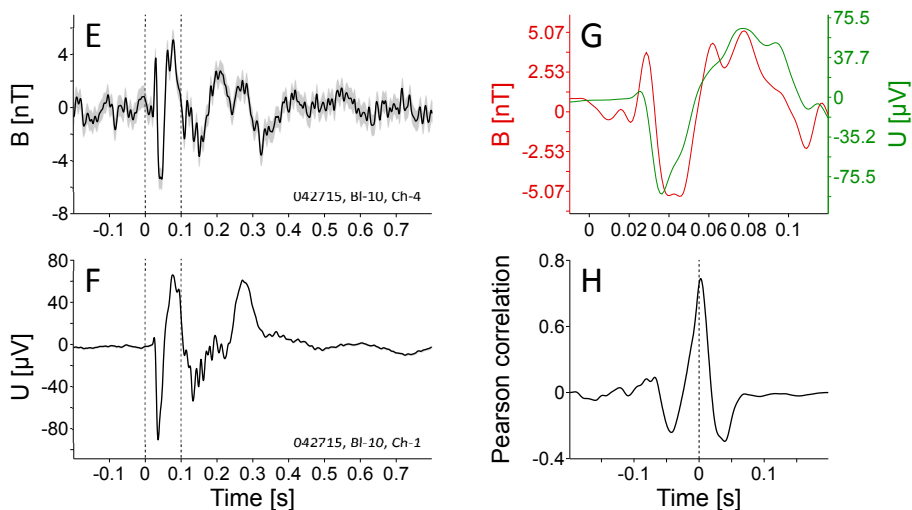 E
B [nT]
4
0
-4
-8
042715, Bl-10, Ch-4
-0.1 0 0.1 0.2 0.3 0.4 0.5 0.6 0.7
G
B [nT]
5.07
2.53
0
-2.53
-5.07
75.5
37.7
0
-35.2
-75.5
U [µV]
0 0.02 0.04 0.06 0.08 0.1
F
U [µV]
80
40
0
-40
-80
042715, Bl-10, Ch-1
-0.1 0 0.1 0.2 0.3 0.4 0.5 0.6 0.7
Time [s]
H
Pearson correlation
0.8
0.6
0
-0.4
-0.1 0 0.1
Time [s]